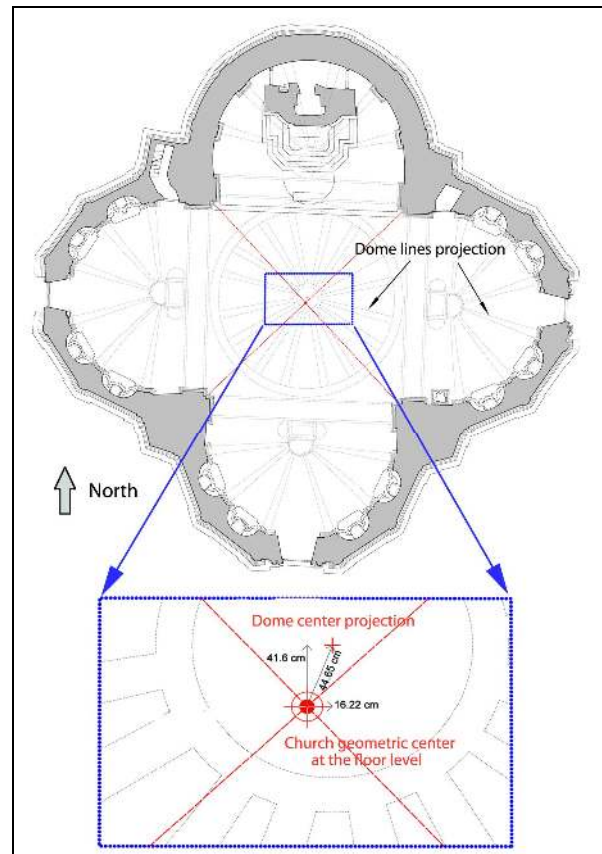 Dome lines projection
North
Dome center projection
41.6 cm
44.65 cm
16.22 cm
Church geometric center
at the floor level